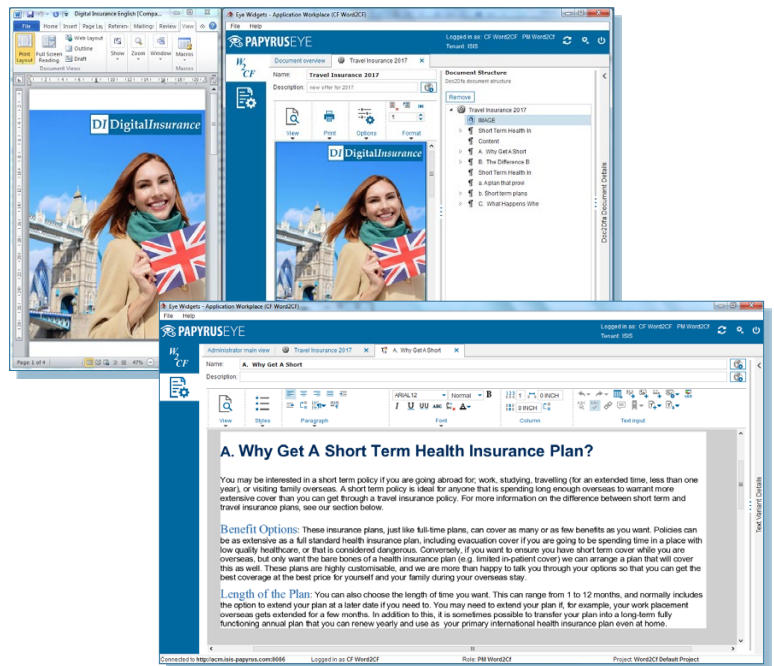 Digital Insurance English [Compa...
File Home Insert Page Lay Referen Mailing: Review View
Print Layout
Full Screen Reading
Web Layout
Outline
Draft
Show
Zoom
Window
Macros
Document Views
Macros
DI DigitalInsurance
Page: 1 of 4
47%
Eye Widgets - Application Workplace (CF Word2CF)
File Help
PAPYRUSEYE
Logged in as: CF Word2CF PM Word2Cf
Tenant: ISIS
W2CF
Document overview
Travel Insurance 2017
Name: Travel Insurance 2017
Description: new offer for 2017
View
Print
Options
Format
1
DI DigitalInsurance
Document Structure
Doc2Dfa document structure
Remove
Travel Insurance 2017
IMAGE
Short Term Health In
Content
A. Why Get A Short
B. The Difference B
Short Term Health In
a. A plan that provi
b. Short term plans
C. What Happens Whe
Doc2Dfa Document Details
Eye Widgets - Application Workplace (CF Word2CF)
File Help
PAPYRUSEYE
Logged in as: CF Word2CF PM Word2Cf
Tenant: ISIS
W2CF
Administrator main view
Travel Insurance 2017
A. Why Get A Short
Name: A. Why Get A Short
Description:
View
Styles
Paragraph
ARIAL12
Normal
B
I U UU ABC
Font
1
0 INCH
0 INCH
Column
Text input
A. Why Get A Short Term Health Insurance Plan?
You may be interested in a short term policy if you are going abroad for; work, studying, travelling (for an extended time, less than one
year), or visiting family overseas. A short term policy is ideal for anyone that is spending long enough overseas to warrant more
extensive cover than you can get through a travel insurance policy. For more information on the difference between short term and
travel insurance plans, see our section below.
Benefit Options: These insurance plans, just like full-time plans, can cover as many or as few benefits as you want. Policies can
be as extensive as a full standard health insurance plan, including evacuation cover if you are going to be spending time in a place with
low quality healthcare, or that is considered dangerous. Conversely, if you want to ensure you have short term cover while you are
overseas, but only want the bare bones of a health insurance plan (e.g. limited in-patient cover) we can arrange a plan that will cover
this as well. These plans are highly customisable, and we are more than happy to talk you through your options so that you can get the
best coverage at the best price for yourself and your family during your overseas stay.
Length of the Plan: You can also choose the length of time you want. This can range from 1 to 12 months, and normally includes
the option to extend your plan at a later date if you need to. You may need to extend your plan if, for example, your work placement
overseas gets extended for a few months. In addition to this, it is sometimes possible to transfer your plan into a long-term fully
functioning annual plan that you can renew yearly and use as your primary international health insurance plan even at home.
Text Variant Details
Connected to http://acm.isis-papyrus.com:8086
Logged in as CF Word2CF
Role: PM Word2Cf
Project: Word2Cf Default Project